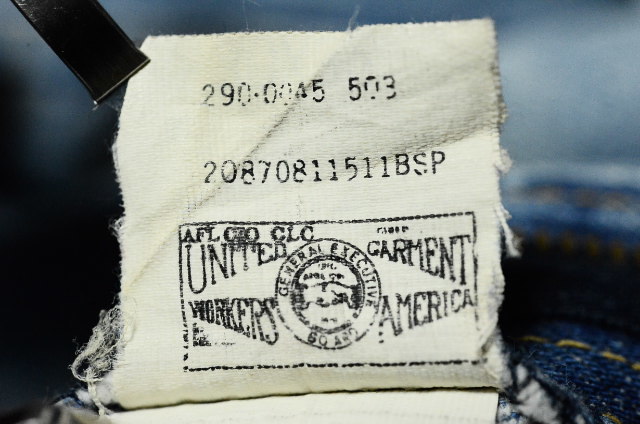 290·0045 503
20870811511BSP
AFL CIO CLC
UNITED GARMENT
WORKERS AMERICA
GENERAL EXECUTIVE
BOARD